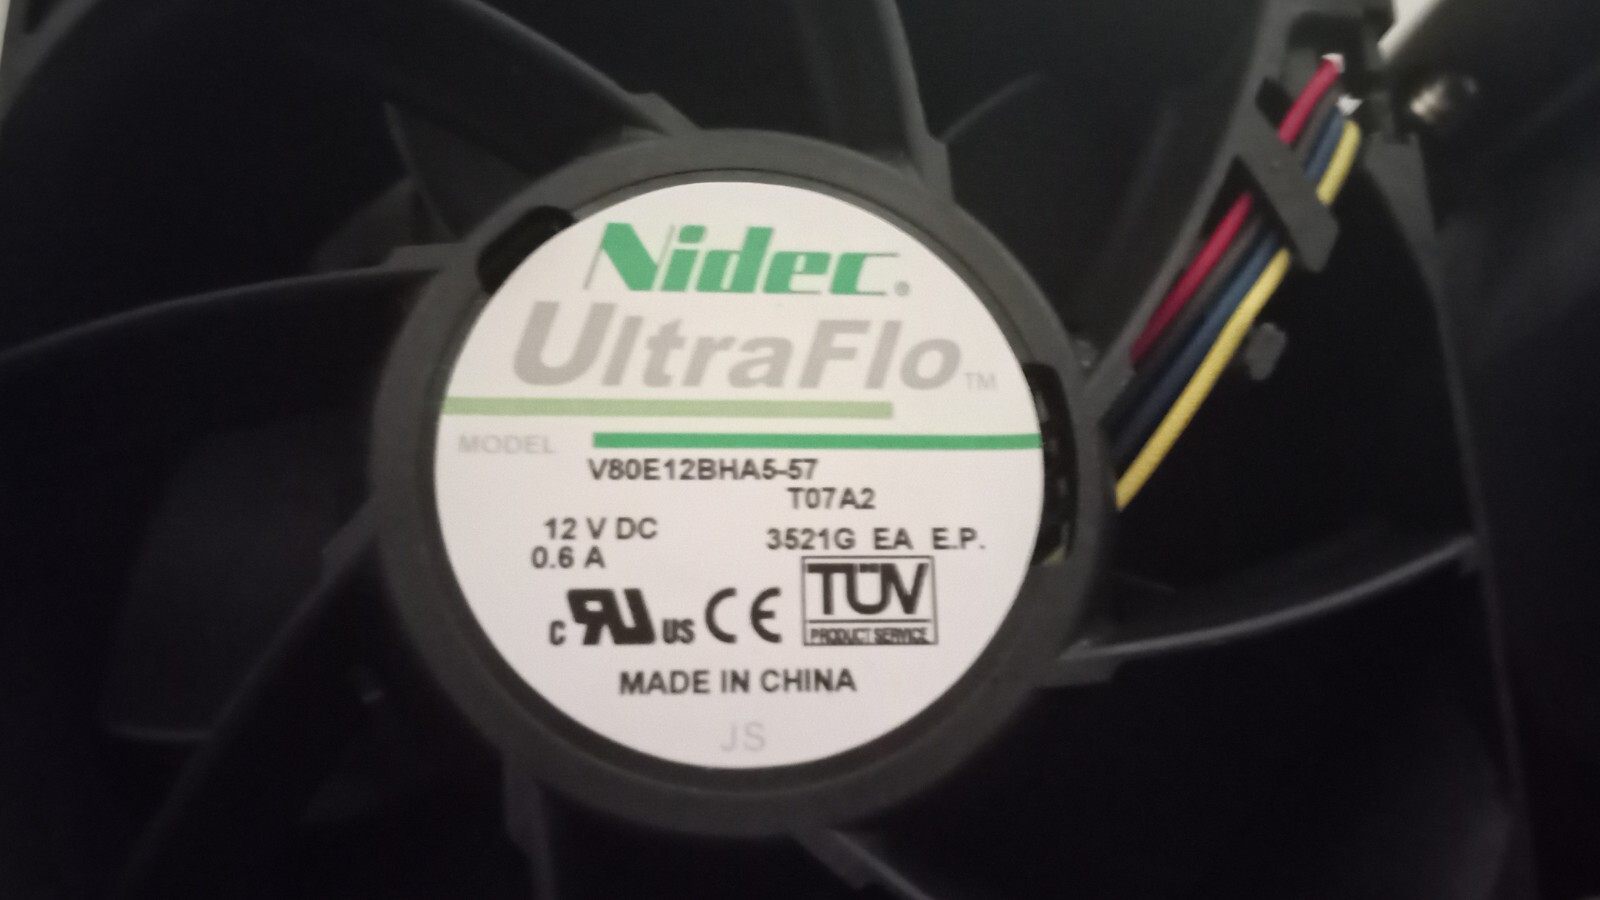 Nidec
UltraFlo™
MODEL
V80E12BHA5-57
T07A2
12 V DC
3521G EA E.P.
0.6 A
c RU US CE TÜV
PRODUCT SERVICE
MADE IN CHINA
JS